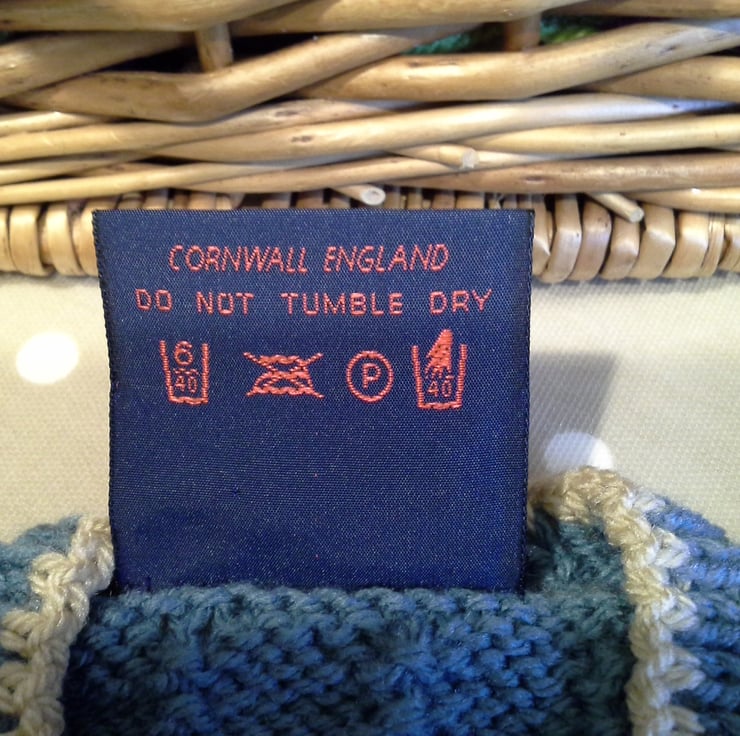 CORNWALL ENGLAND
DO NOT TUMBLE DRY
6 40 P 40